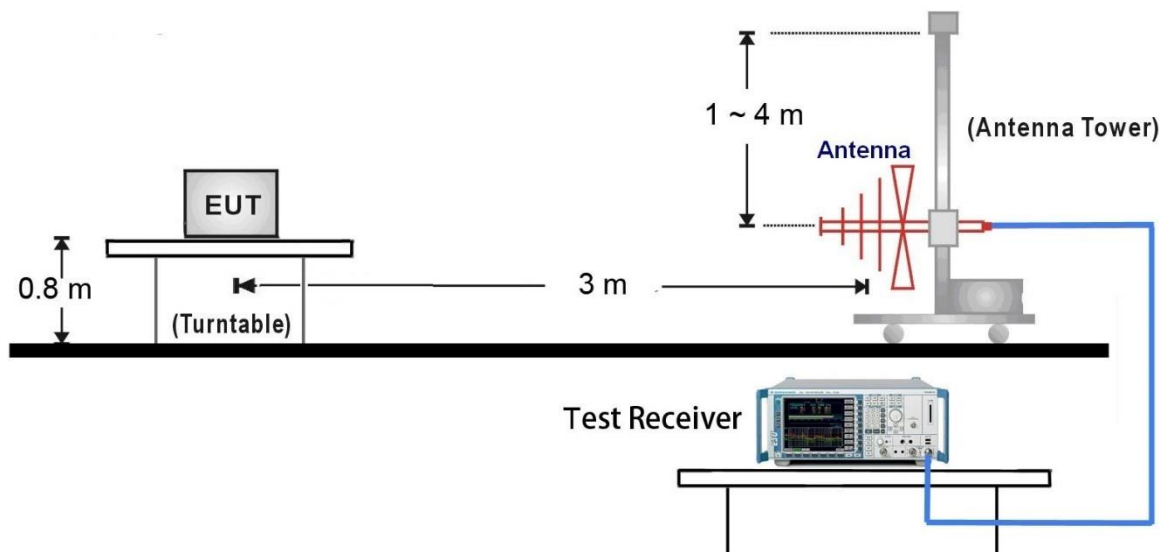 1 ~ 4 m
(Antenna Tower)
Antenna
EUT
0.8 m
3 m
(Turntable)
Test Receiver